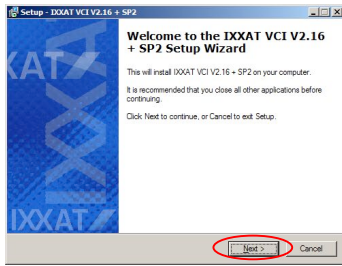 Setup - IXXAT VCI V2.16 + SP2
Welcome to the IXXAT VCI V2.16
+ SP2 Setup Wizard
This will install IXXAT VCI V2.16 + SP2 on your computer.
It is recommended that you close all other applications before
continuing.
Click Next to continue, or Cancel to exit Setup.
XAT
IXXAT
Next >
Cancel